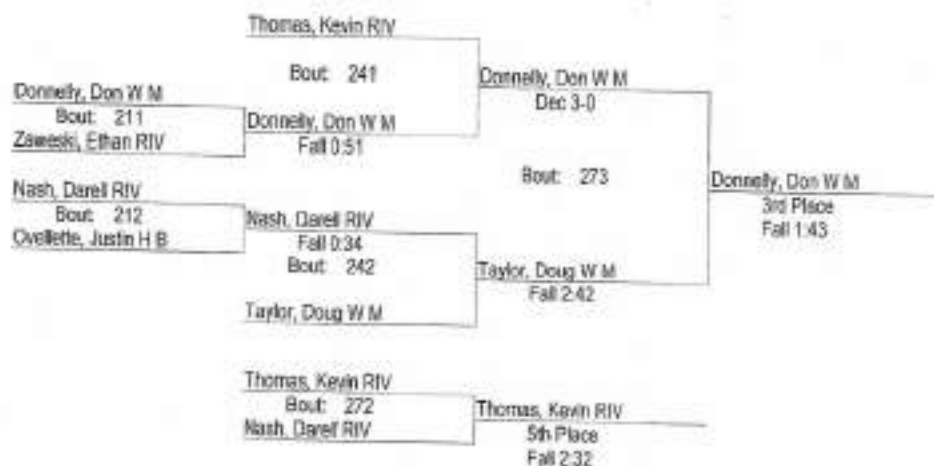 Thomas, Kevin RIV
Bout: 241
Donnelly, Don W M
Dec 3-0
Donnelly, Don W M
Bout: 211
Zaweski, Ethan RIV
Donnelly, Don W M
Fall 0:51
Bout: 273
Donnelly, Don W M
3rd Place
Fall 1:43
Nash, Darell RIV
Bout: 212
Ovellette, Justin H B
Nash, Darell RIV
Fall 0:34
Bout: 242
Taylor, Doug W M
Fall 2:42
Taylor, Doug W M
Thomas, Kevin RIV
Bout: 272
Nash, Darell RIV
Thomas, Kevin RIV
5th Place
Fall 2:32